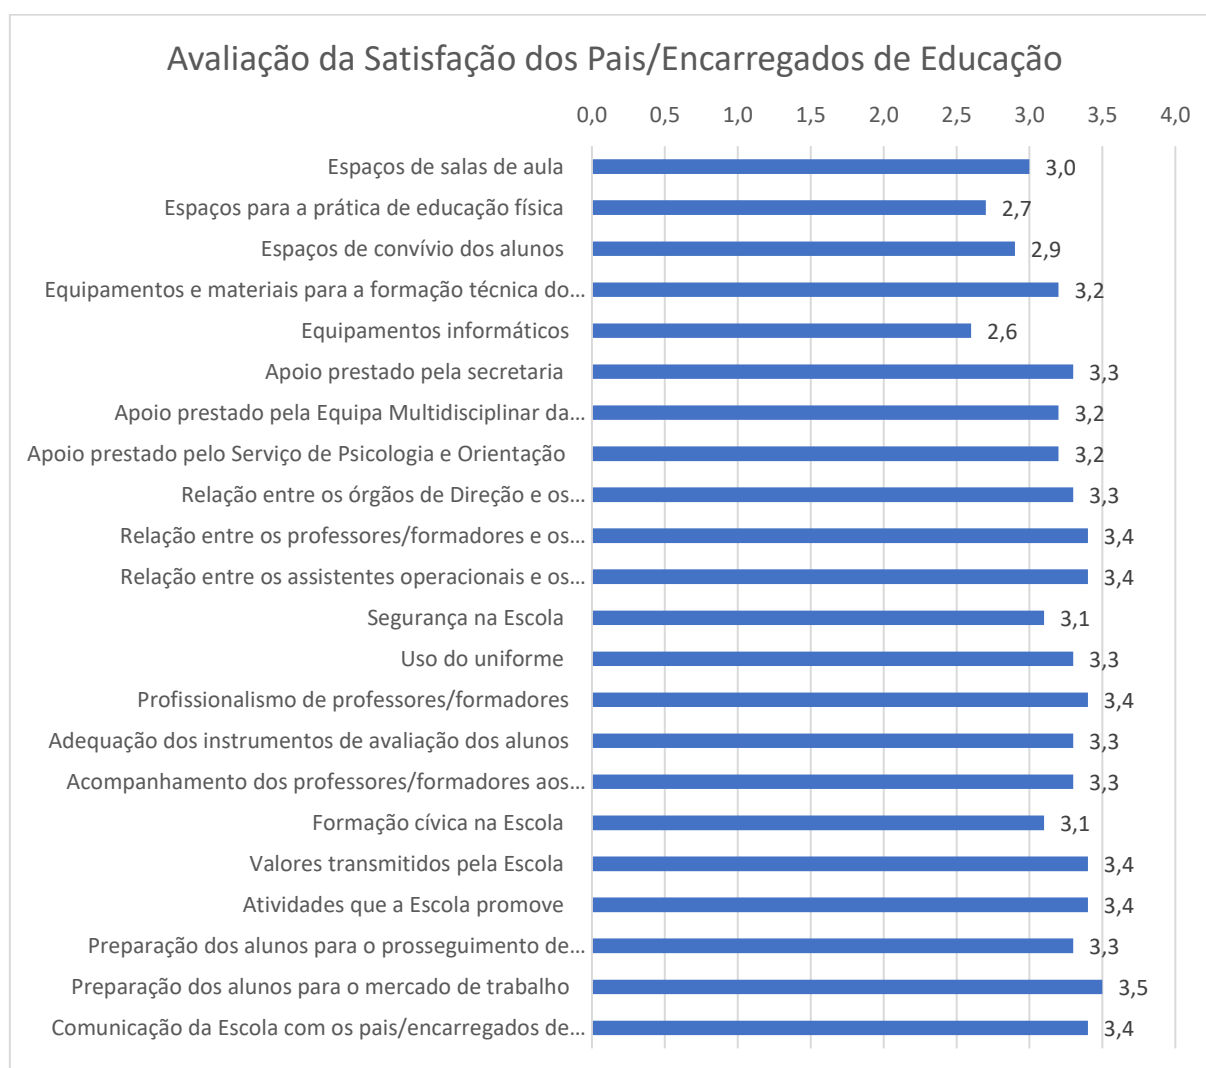 Avaliação da Satisfação dos Pais/Encarregados de Educação
0,0 0,5 1,0 1,5 2,0 2,5 3,0 3,5 4,0
Espaços de salas de aula 3,0
Espaços para a prática de educação física 2,7
Espaços de convívio dos alunos 2,9
Equipamentos e materiais para a formação técnica do... 3,2
Equipamentos informáticos 2,6
Apoio prestado pela secretaria 3,3
Apoio prestado pela Equipa Multidisciplinar da... 3,2
Apoio prestado pelo Serviço de Psicologia e Orientação 3,2
Relação entre os órgãos de Direção e os... 3,3
Relação entre os professores/formadores e os... 3,4
Relação entre os assistentes operacionais e os... 3,4
Segurança na Escola 3,1
Uso do uniforme 3,3
Profissionalismo de professores/formadores 3,4
Adequação dos instrumentos de avaliação dos alunos 3,3
Acompanhamento dos professores/formadores aos... 3,3
Formação cívica na Escola 3,1
Valores transmitidos pela Escola 3,4
Atividades que a Escola promove 3,4
Preparação dos alunos para o prosseguimento de... 3,3
Preparação dos alunos para o mercado de trabalho 3,5
Comunicação da Escola com os pais/encarregados de... 3,4